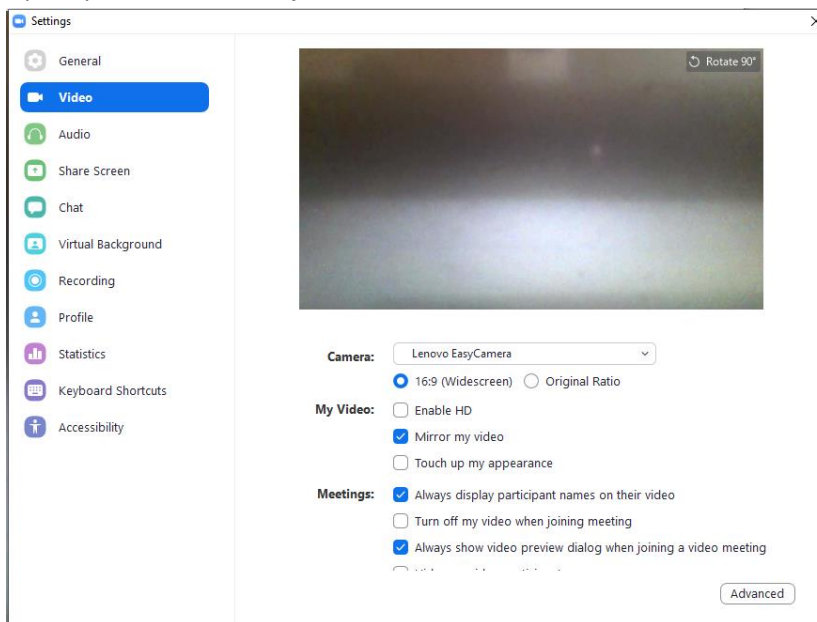 Settings
General
Rotate 90°
Video
Audio
Share Screen
Chat
Virtual Background
Recording
Profile
Statistics
Keyboard Shortcuts
Accessibility
Camera: Lenovo EasyCamera
16:9 (Widescreen) Original Ratio
My Video: Enable HD
Mirror my video
Touch up my appearance
Meetings: Always display participant names on their video
Turn off my video when joining meeting
Always show video preview dialog when joining a video meeting
Advanced